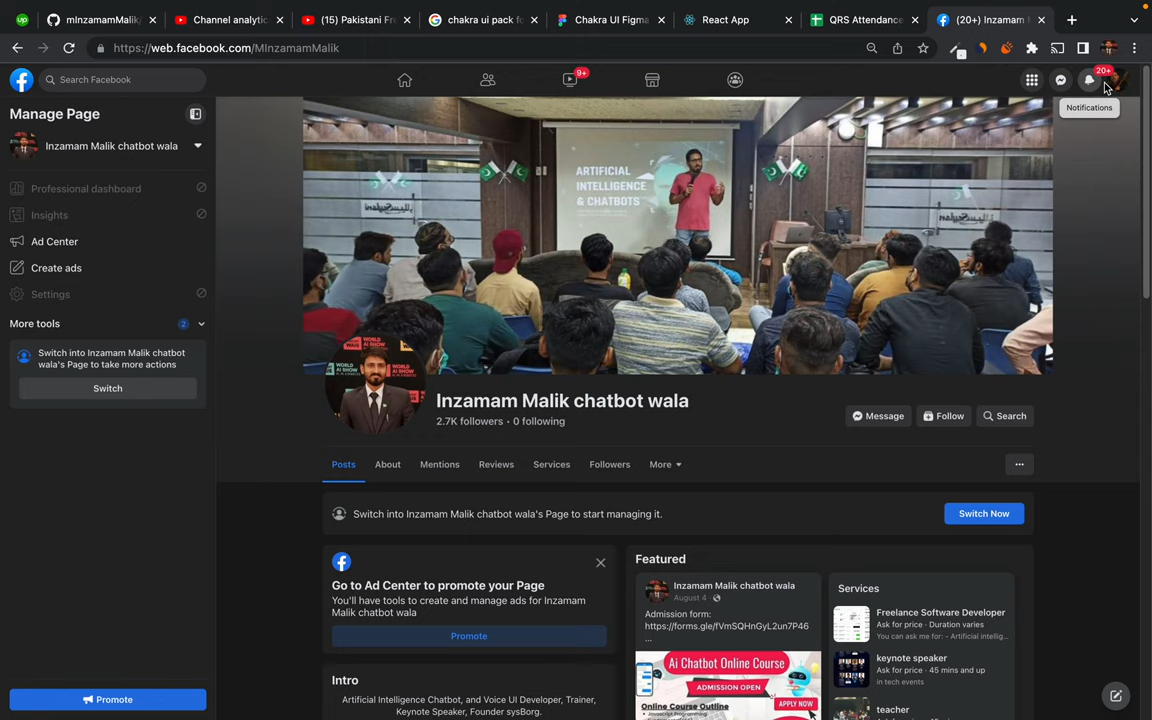 mInzamamMalik/
Channel analytic
(15) Pakistani Fr
chakra ui pack fo
Chakra UI Figma
React App
QRS Attendance
(20+) Inzamam
https://web.facebook.com/MInzamamMalik
Search Facebook
9+
20+
Notifications
Manage Page
Inzamam Malik chatbot wala
Professional dashboard
Insights
Ad Center
Create ads
Settings
More tools
2
Switch into Inzamam Malik chatbot
wala's Page to take more actions
Switch
Promote
ARTIFICIAL
INTELLIGENCE
& CHATBOTS
WORLD
AI SHOW
Inzamam Malik chatbot wala
2.7K followers • 0 following
Message
Follow
Search
Posts
About
Mentions
Reviews
Services
Followers
More
Switch into Inzamam Malik chatbot wala's Page to start managing it.
Switch Now
Go to Ad Center to promote your Page
You'll have tools to create and manage ads for Inzamam
Malik chatbot wala
Promote
Intro
Artificial Intelligence Chatbot, and Voice UI Developer, Trainer,
Keynote Speaker, Founder sysBorg.
Featured
Inzamam Malik chatbot wala
August 4
Admission form:
https://forms.gle/fVmSQHnGyL2un7P46
...
Ai Chatbot Online Course
ADMISSION OPEN
Online Course Outline
APPLY NOW
Services
Freelance Software Developer
Ask for price · Duration varies
You can ask me for: - Artificial intellig...
keynote speaker
Ask for price · 45 mins and up
in tech events
teacher